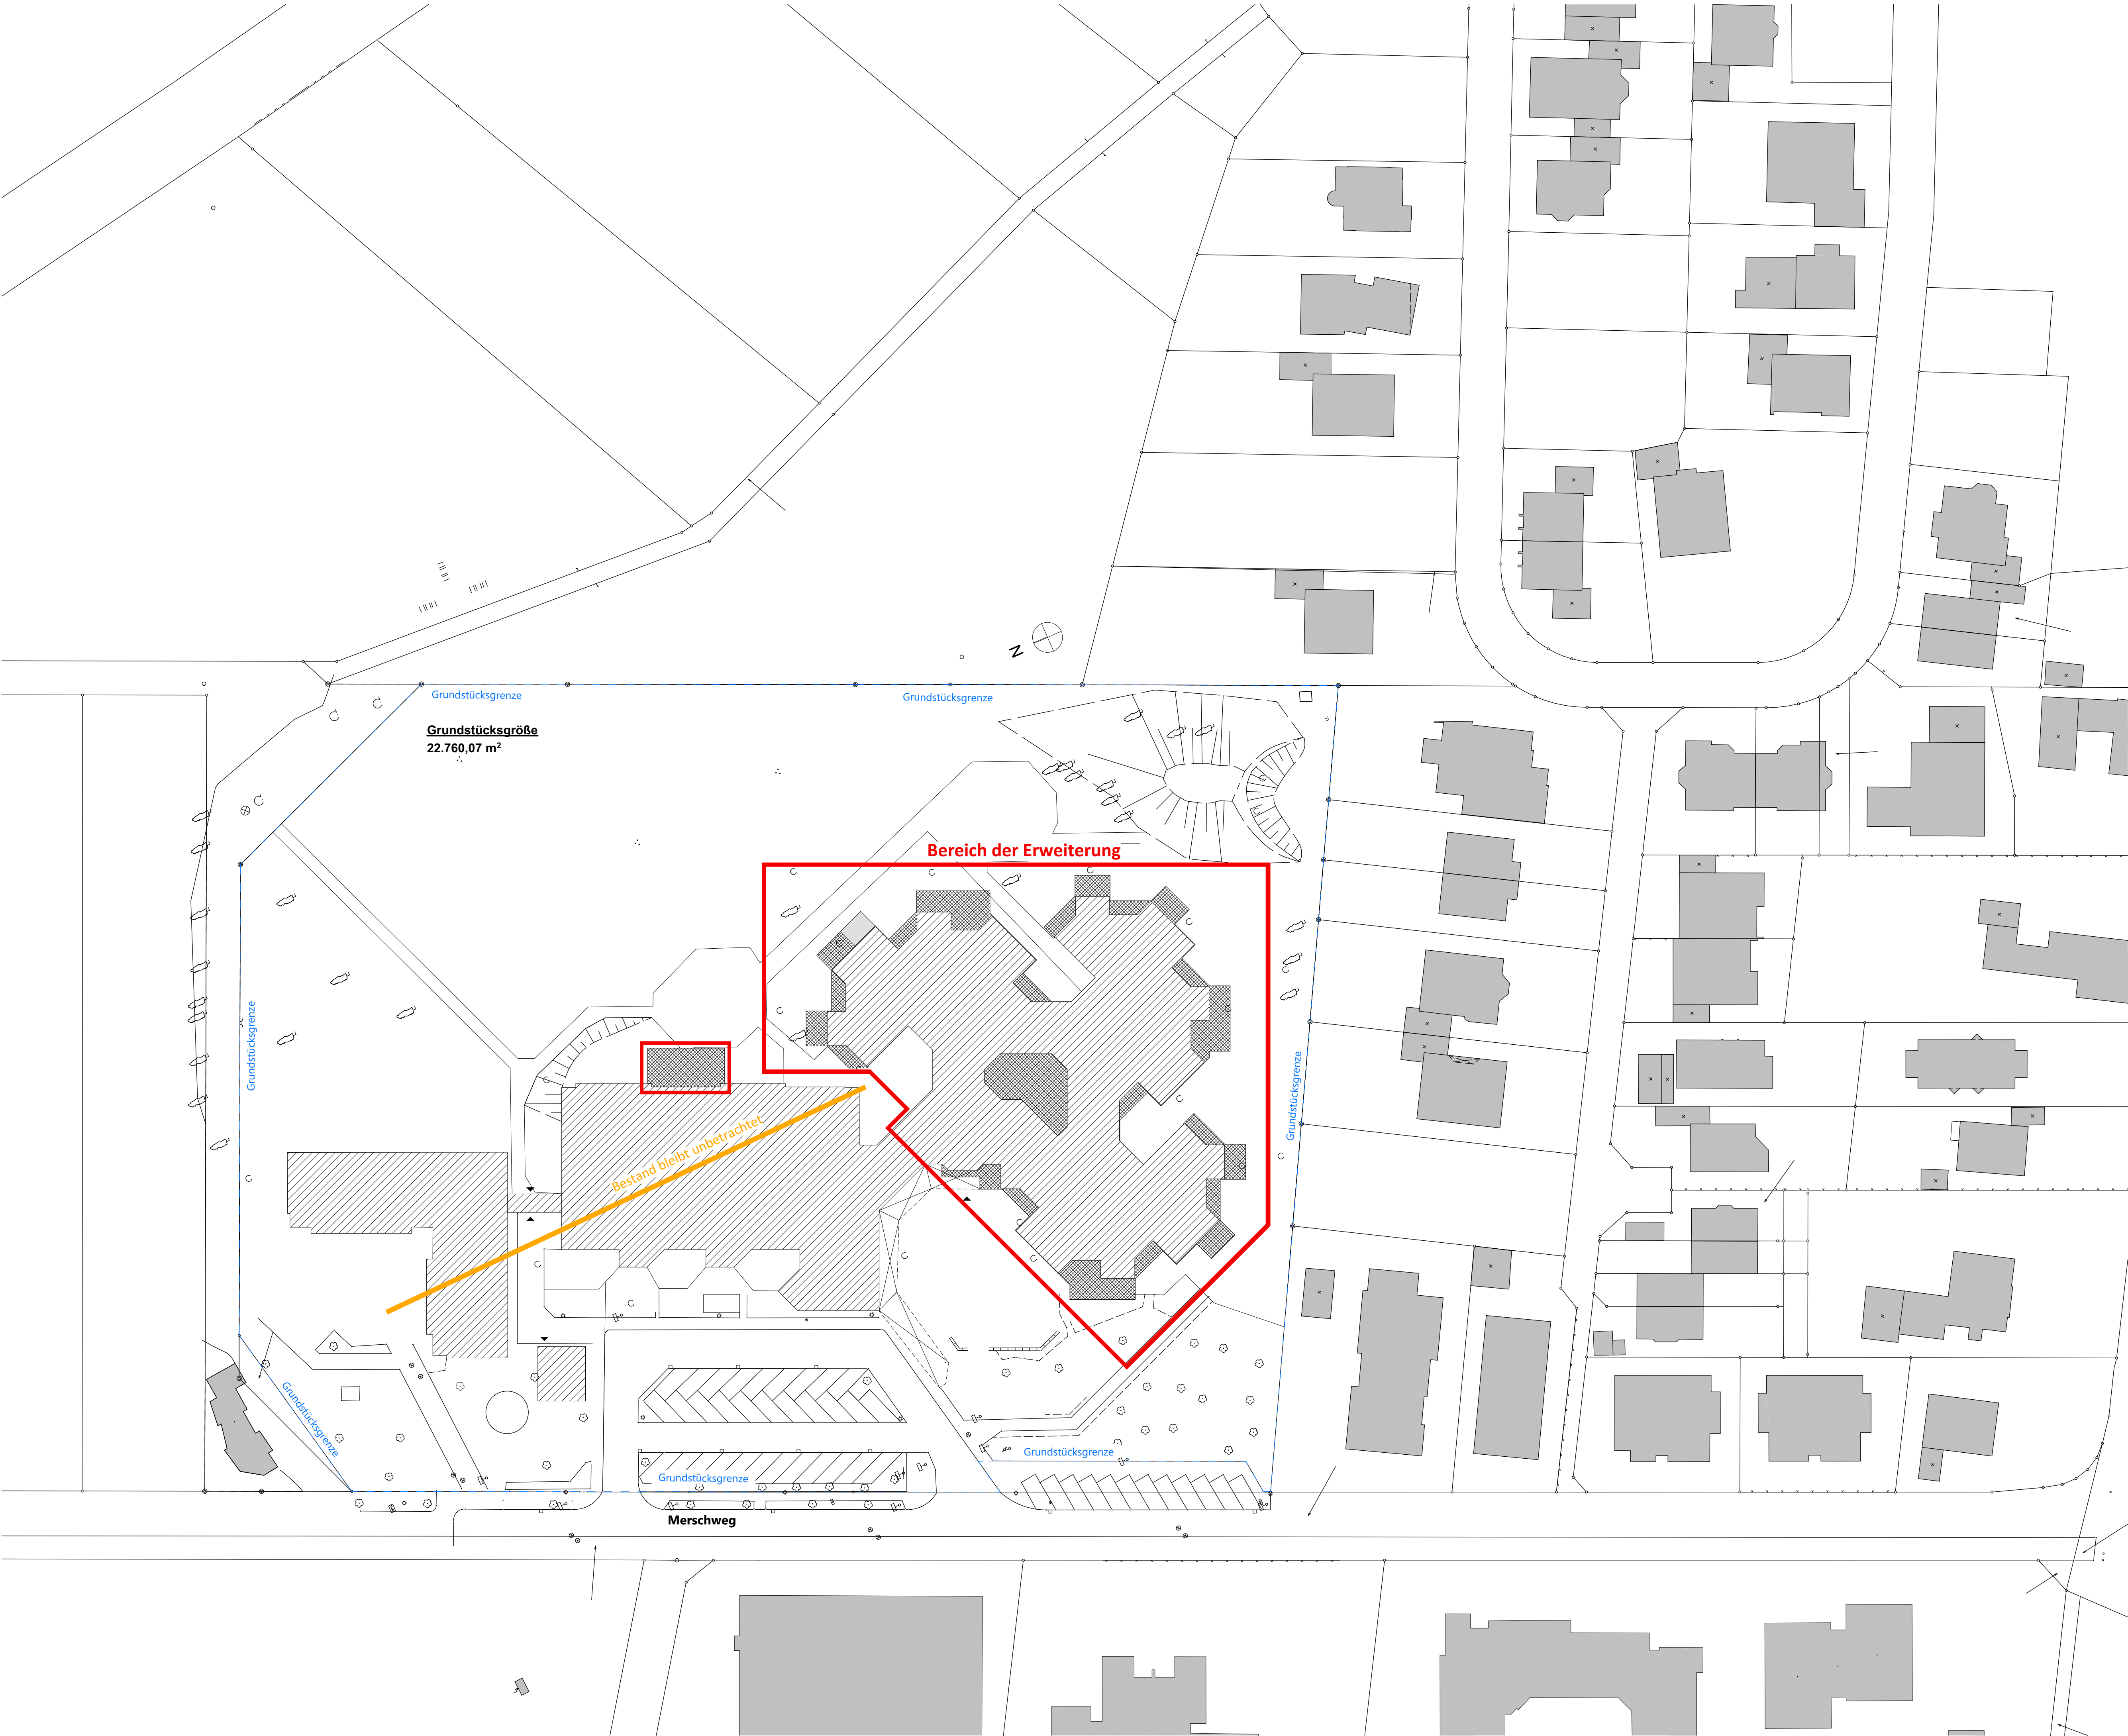 N
Grundstücksgrenze
Grundstücksgrenze
Grundstücksgröße
22.760,07 m²
Bereich der Erweiterung
Grundstücksgrenze
Grundstücksgrenze
Bestand bleibt unbetrachtet
Grundstücksgrenze
Grundstücksgrenze
Grundstücksgrenze
Merschweg